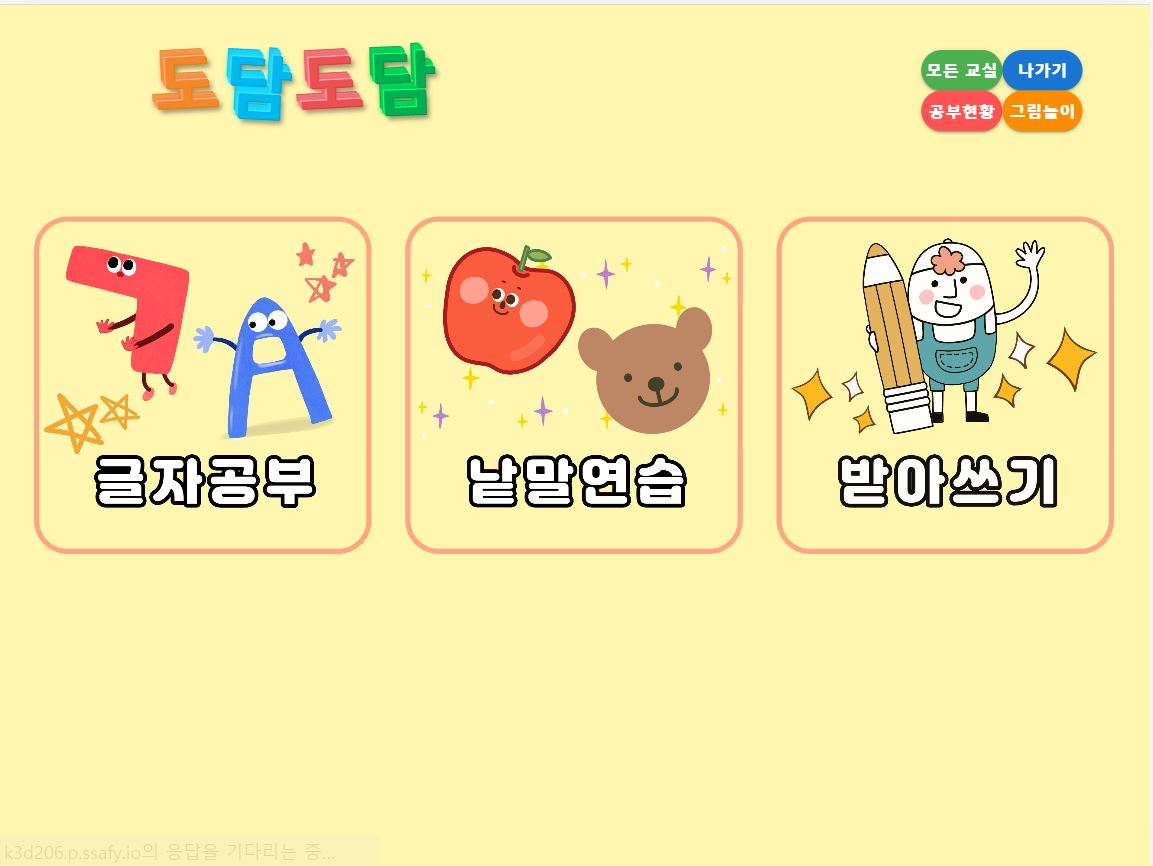 도담도담
모든 교실 나가기
공부현황 그림놀이
글자공부 낱말연습 받아쓰기
k3d206.p.ssafy.io의 응답을 기다리는 중...